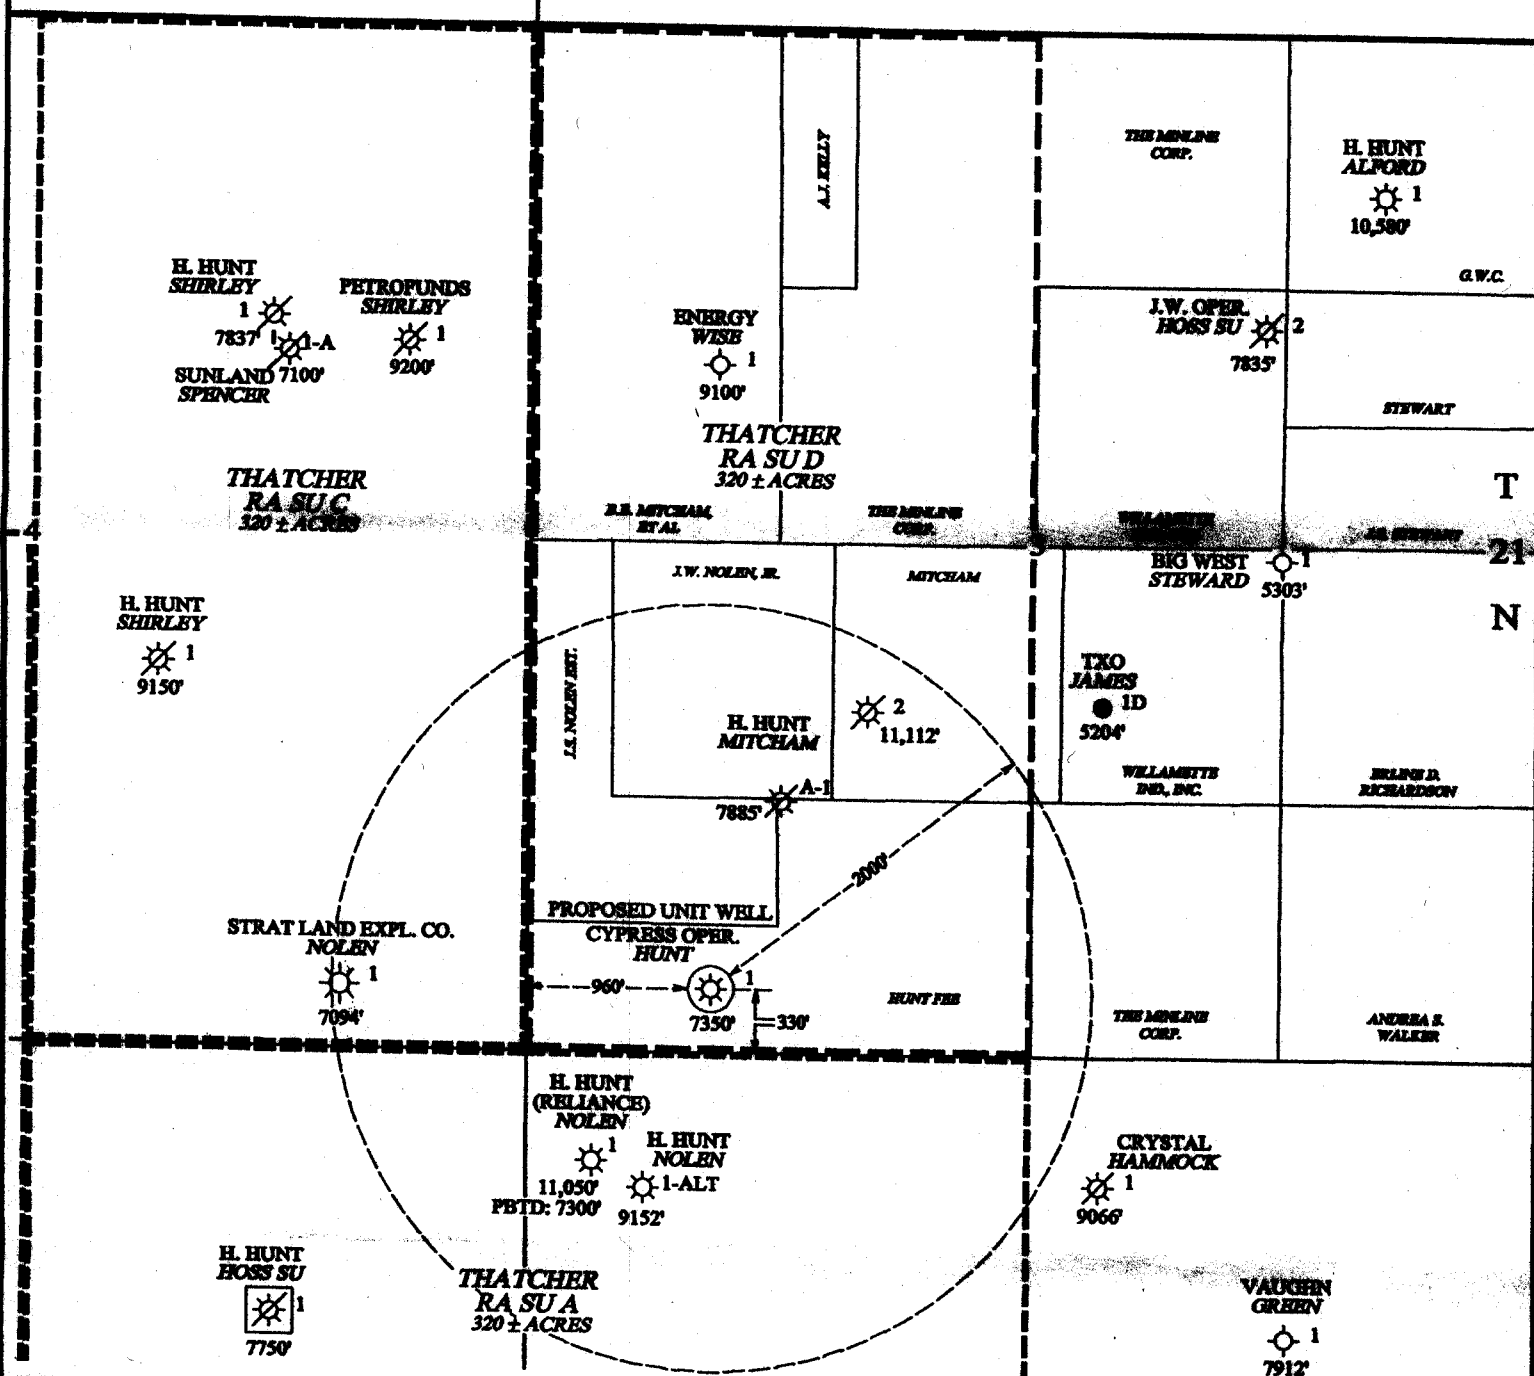 THE MINLINE
CORP.
H. HUNT
ALFORD
1
10,580'
A.J. KELLY
G.W.C.
H. HUNT
SHIRLEY
1
7837'
PETROFUNDS
SHIRLEY
1
9200'
1-A
SUNLAND 7100'
SPENCER
ENERGY
WISE
1
9100'
J.W. OPER.
HOSS SU
2
7835'
STEWART
THATCHER
RA SU D
320 ± ACRES
THATCHER
RA SU C
320 ± ACRES
T
21
N
4
B.B. MITCHAM,
ET AL
THE MINLINE
CORP.
WILLAMETTE
J.S. STEWART
J.W. NOLEN, JR.
MITCHAM
BIG WEST
STEWARD
1
5303'
H. HUNT
SHIRLEY
1
9150'
J.S. NOLEN EST.
TXO
JAMES
1D
5204'
H. HUNT
MITCHAM
2
11,112'
A-1
7885'
WILLAMETTE
IND., INC.
ERLINE D.
RICHARDSON
2000'
PROPOSED UNIT WELL
CYPRESS OPER.
HUNT
1
960'
7350'
330'
HUNT FEE
STRAT LAND EXPL. CO.
NOLEN
1
7094'
THE MINLINE
CORP.
ANDREA S.
WALKER
H. HUNT
(RELIANCE)
NOLEN
1
11,050'
PBTD: 7300'
H. HUNT
NOLEN
1-ALT
9152'
CRYSTAL
HAMMOCK
1
9066'
H. HUNT
HOSS SU
1
7750'
THATCHER
RA SU A
320 ± ACRES
VAUGHN
GREEN
1
7912'